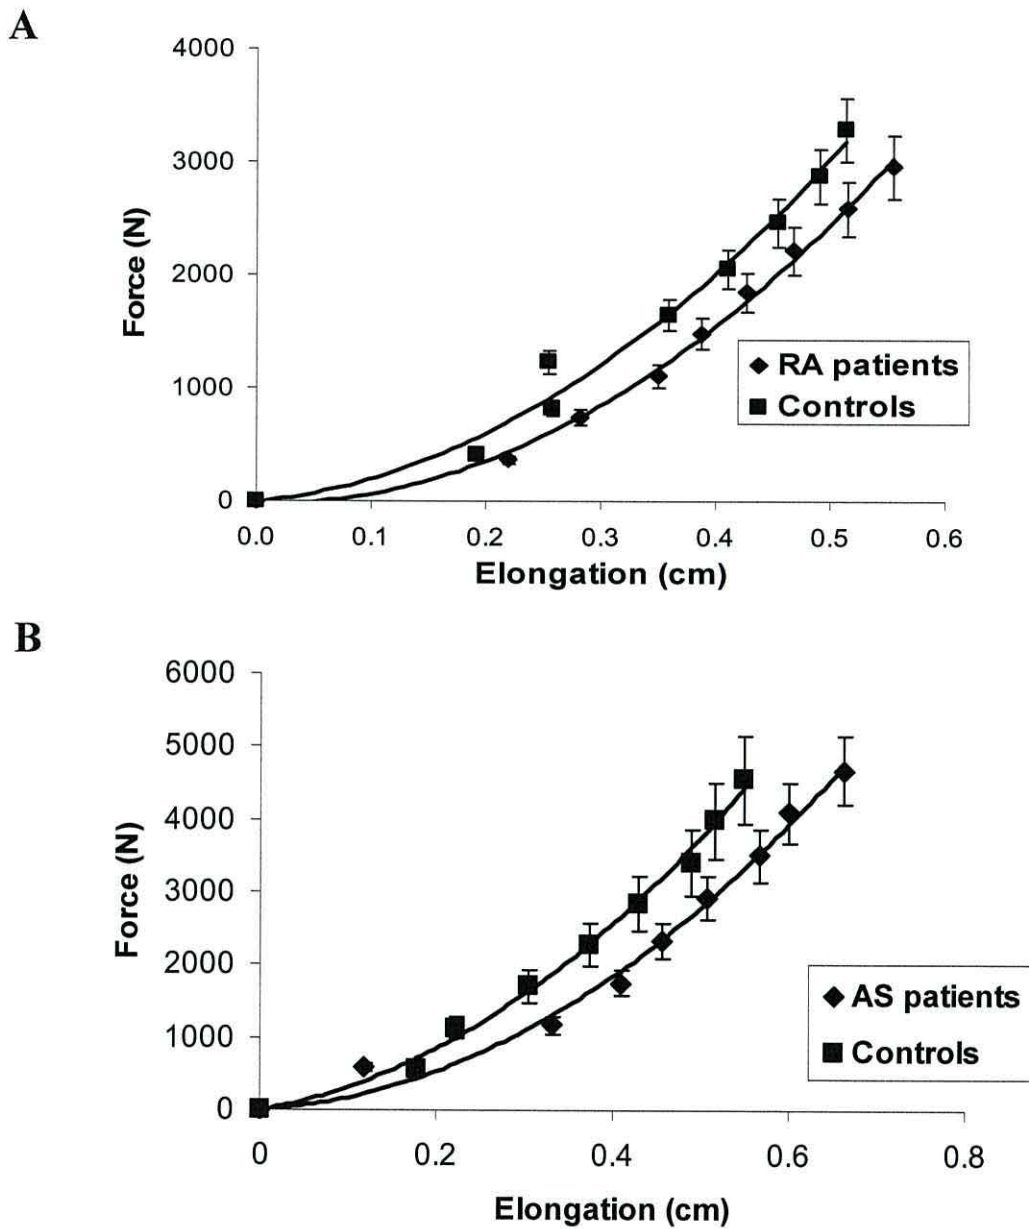 A
4000
3000
2000
1000
0
Force (N)
0.0 0.1 0.2 0.3 0.4 0.5 0.6
Elongation (cm)
RA patients
Controls
B
6000
5000
4000
3000
2000
1000
0
Force (N)
0 0.2 0.4 0.6 0.8
Elongation (cm)
AS patients
Controls